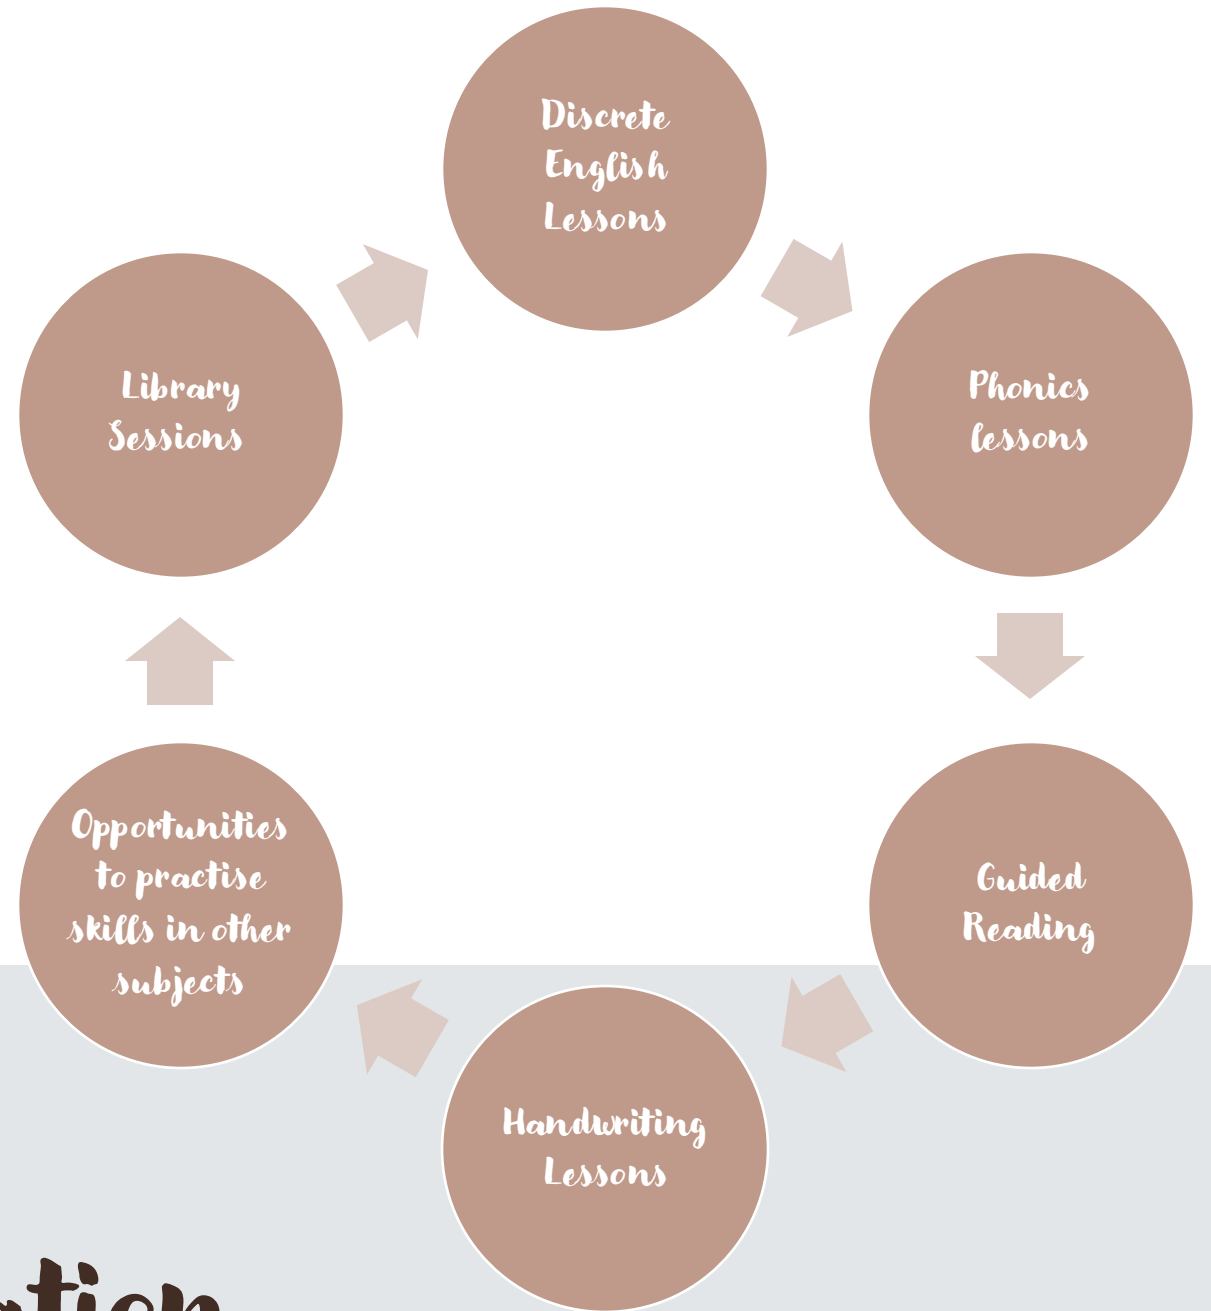 Discrete
English
Lessons
Phonics
lessons
Guided
Reading
Handwriting
Lessons
Opportunities
to practise
skills in other
subjects
Library
Sessions